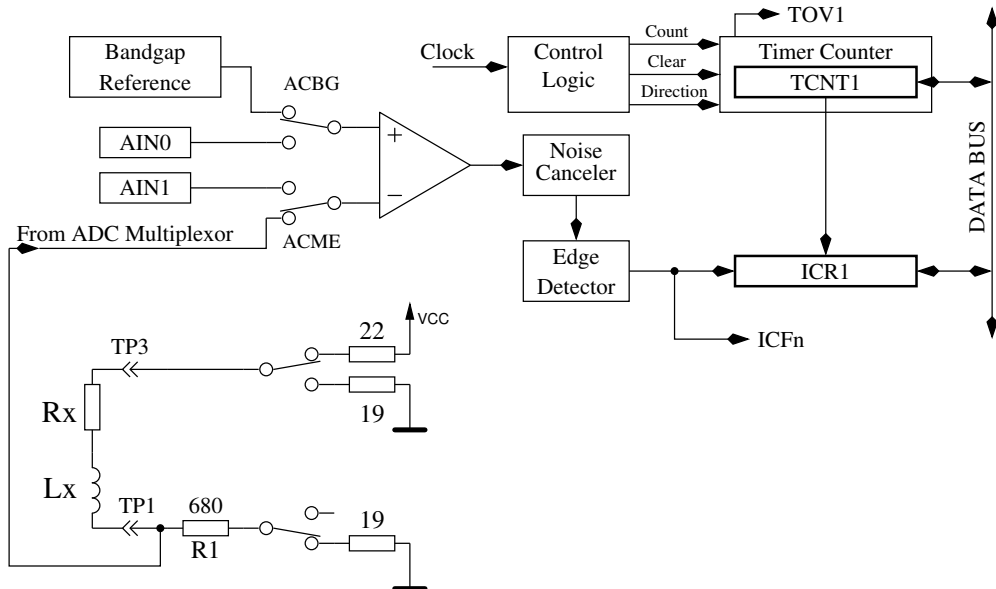 TOV1
Bandgap
Reference
ACBG
Clock
Control
Logic
Count
Clear
Direction
Timer Counter
TCNT1
AIN0
+
Noise
Canceler
AIN1
−
From ADC Multiplexor
ACME
Edge
Detector
ICR1
DATA BUS
ICFn
VCC
22
TP3
19
Rx
Lx
TP1
680
R1
19